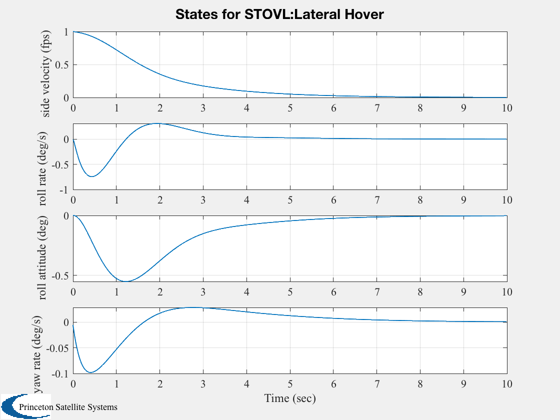 States for STOVL:Lateral Hover
side velocity (fps)
1
0.5
0
0 1 2 3 4 5 6 7 8 9 10
roll rate (deg/s)
0
-0.5
-1
0 1 2 3 4 5 6 7 8 9 10
roll attitude (deg)
0
-0.5
0 1 2 3 4 5 6 7 8 9 10
yaw rate (deg/s)
0
-0.05
-0.1
0 1 2 3 4 5 6 7 8 9 10
Time (sec)
Princeton Satellite Systems